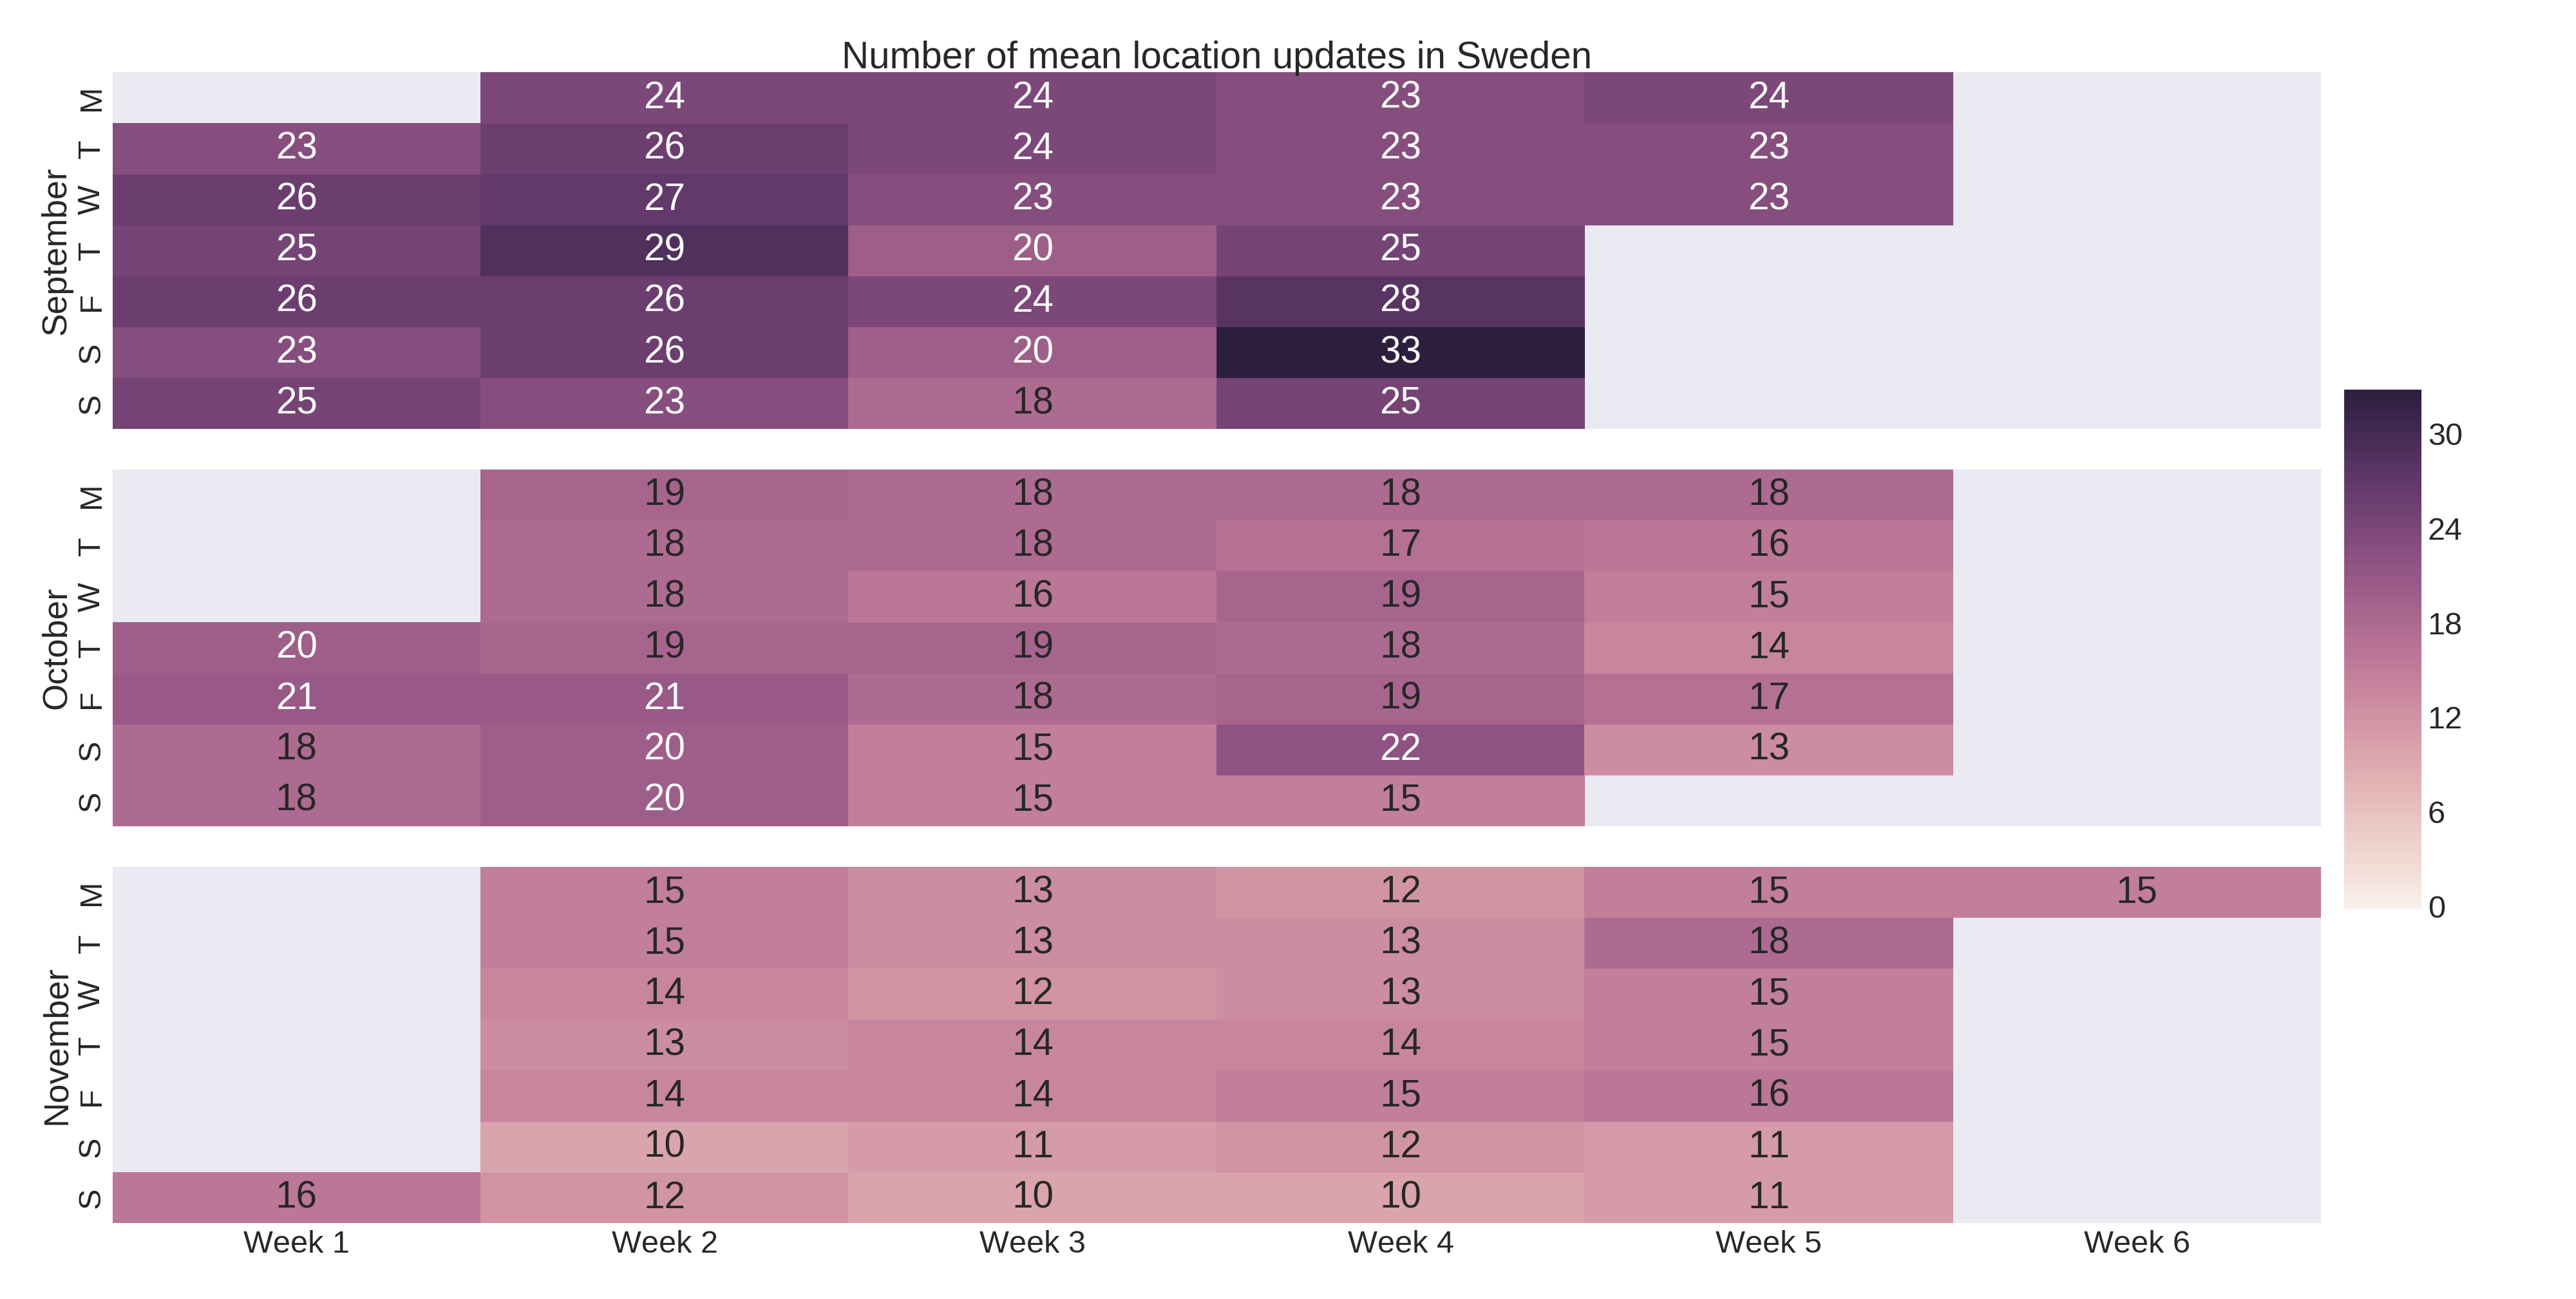 Number of mean location updates in Sweden
September
M 24 24 23 24
T 23 26 24 23 23
W 26 27 23 23 23
T 25 29 20 25
F 26 26 24 28
S 23 26 20 33
S 25 23 18 25
October
M 19 18 18 18
T 18 18 17 16
W 18 16 19 15
T 20 19 19 18 14
F 21 21 18 19 17
S 18 20 15 22 13
S 18 20 15 15
November
M 15 13 12 15 15
T 15 13 13 18
W 14 12 13 15
T 13 14 14 15
F 14 14 15 16
S 10 11 12 11
S 16 12 10 10 11
Week 1 Week 2 Week 3 Week 4 Week 5 Week 6
30
24
18
12
6
0